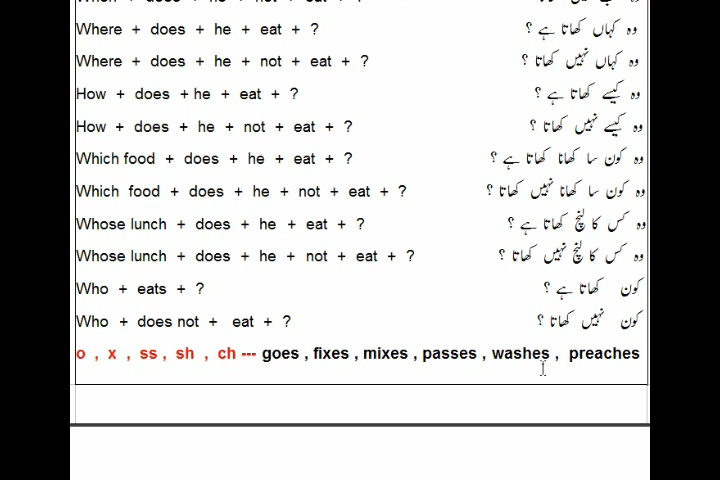 Where + does + he + eat + ? وہ کہاں کھاتا ہے ؟
Where + does + he + not + eat + ? وہ کہاں نہیں کھاتا ؟
How + does + he + eat + ? وہ کیسے کھاتا ہے ؟
How + does + he + not + eat + ? وہ کیسے نہیں کھاتا ؟
Which food + does + he + eat + ? وہ کون سا کھانا کھاتا ہے ؟
Which food + does + he + not + eat + ? وہ کون سا کھانا نہیں کھاتا ؟
Whose lunch + does + he + eat + ? وہ کس کا لنچ کھاتا ہے ؟
Whose lunch + does + he + not + eat + ? وہ کس کا لنچ نہیں کھاتا ؟
Who + eats + ? کون کھاتا ہے ؟
Who + does not + eat + ? کون نہیں کھاتا ؟
o , x , ss , sh , ch --- goes , fixes , mixes , passes , washes , preaches